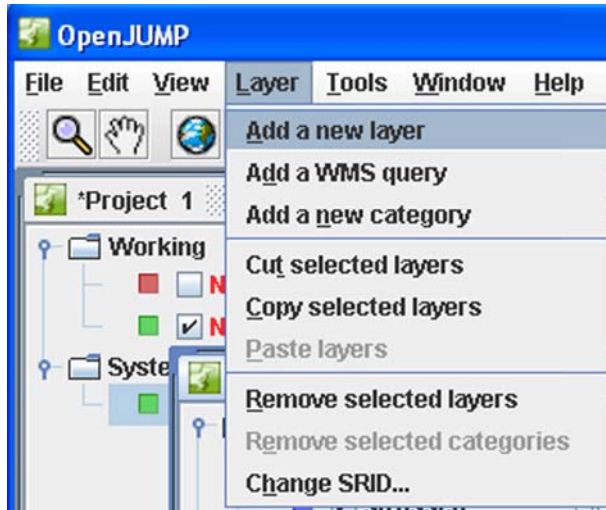 OpenJUMP
File Edit View Layer Tools Window Help
Add a new layer
Add a WMS query
*Project 1
Add a new category
Working
Cut selected layers
Copy selected layers
Paste layers
System
Remove selected layers
Remove selected categories
Change SRID...